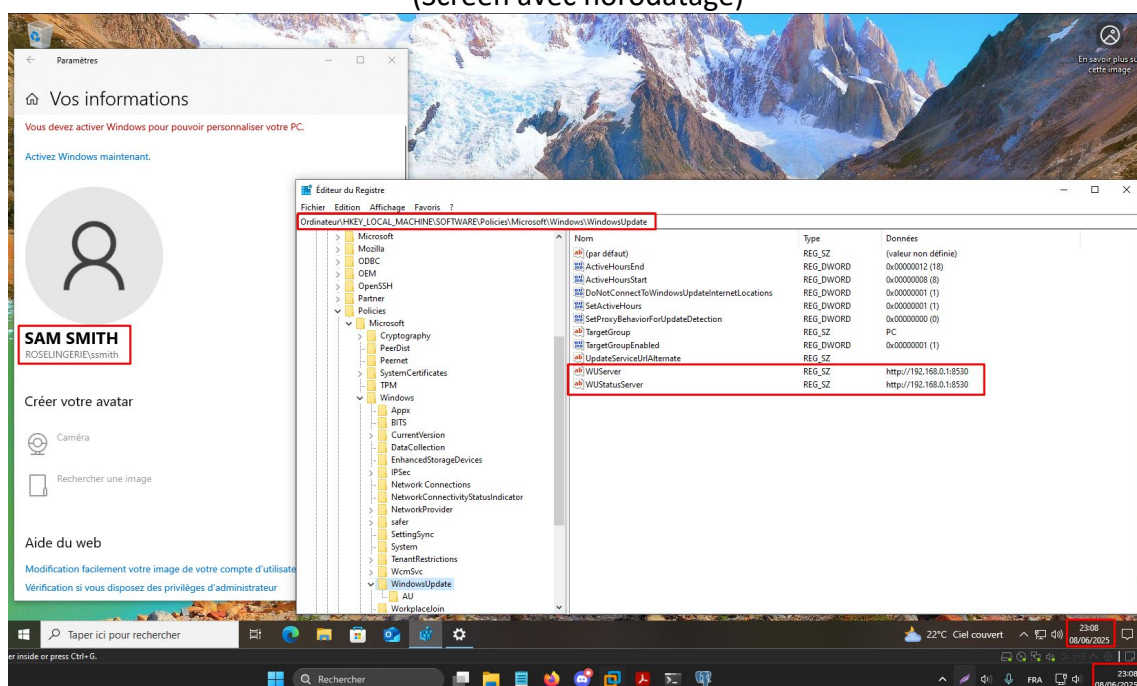 (Screen avec horodatage)
En savoir plus su
cette image
Paramètres
Vos informations
Vous devez activer Windows pour pouvoir personnaliser votre PC.
Activez Windows maintenant.
SAM SMITH
ROSELINGERIE\ssmith
Créer votre avatar
Caméra
Rechercher une image
Aide du web
Modification facilement votre image de votre compte d'utilisate
Vérification si vous disposez des privilèges d'administrateur
Éditeur du Registre
Fichier Edition Affichage Favoris ?
Ordinateur\HKEY_LOCAL_MACHINE\SOFTWARE\Policies\Microsoft\Windows\WindowsUpdate
Microsoft
Mozilla
ODBC
OEM
OpenSSH
Partner
Policies
Microsoft
Cryptography
PeerDist
Peernet
SystemCertificates
TPM
Windows
Appx
BITS
CurrentVersion
DataCollection
EnhancedStorageDevices
IPSec
Network Connections
NetworkConnectivityStatusIndicator
NetworkProvider
safer
SettingSync
System
TenantRestrictions
WcmSvc
WindowsUpdate
AU
WorkplaceJoin
Nom Type Données
(par défaut) REG_SZ (valeur non définie)
ActiveHoursEnd REG_DWORD 0x00000012 (18)
ActiveHoursStart REG_DWORD 0x00000008 (8)
DoNotConnectToWindowsUpdateInternetLocations REG_DWORD 0x00000001 (1)
SetActiveHours REG_DWORD 0x00000001 (1)
SetProxyBehaviorForUpdateDetection REG_DWORD 0x00000000 (0)
TargetGroup REG_SZ PC
TargetGroupEnabled REG_DWORD 0x00000001 (1)
UpdateServiceUrlAlternate REG_SZ
WUServer REG_SZ http://192.168.0.1:8530
WUStatusServer REG_SZ http://192.168.0.1:8530
Taper ici pour rechercher
22°C Ciel couvert
23:08
08/06/2025
er inside or press Ctrl+G.
Rechercher
FRA
23:08
08/06/2025